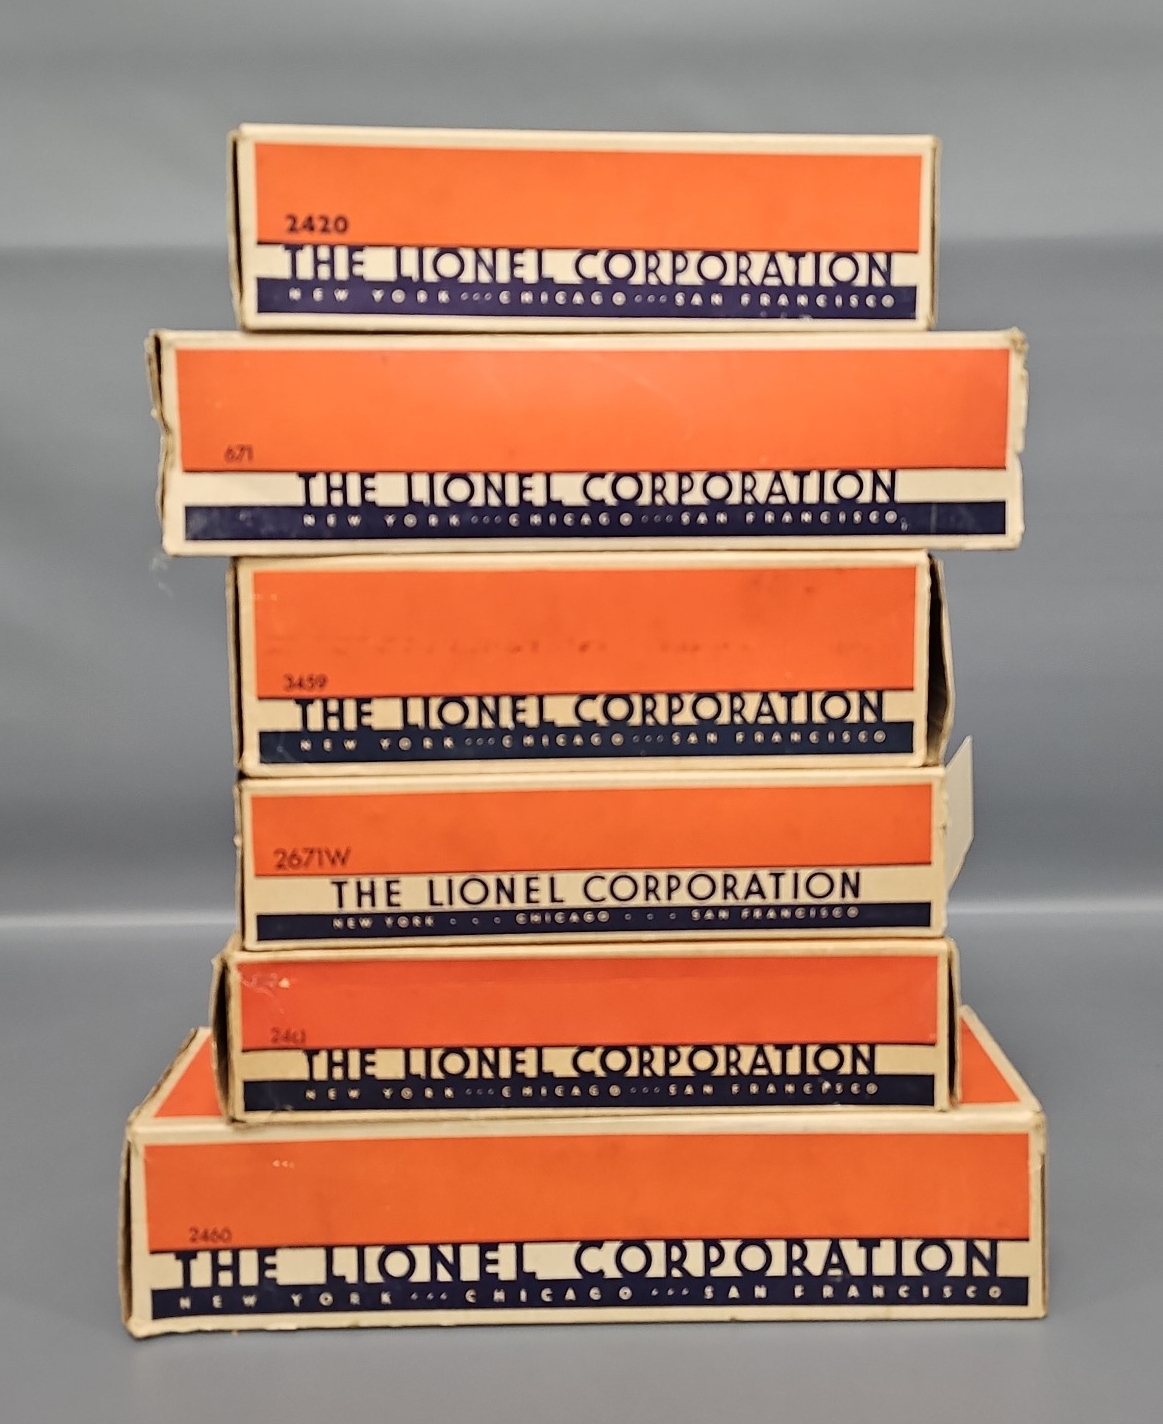 2420
THE LIONEL CORPORATION
NEW YORK···CHICAGO···SAN FRANCISCO
671
THE LIONEL CORPORATION
NEW YORK···CHICAGO···SAN FRANCISCO
3459
THE LIONEL CORPORATION
NEW YORK···CHICAGO···SAN FRANCISCO
2671W
THE LIONEL CORPORATION
NEW YORK . . . CHICAGO . . . SAN FRANCISCO
THE LIONEL CORPORATION
NEW YORK···CHICAGO···SAN FRANCISCO
2460
THE LIONEL CORPORATION
NEW YORK···CHICAGO···SAN FRANCISCO